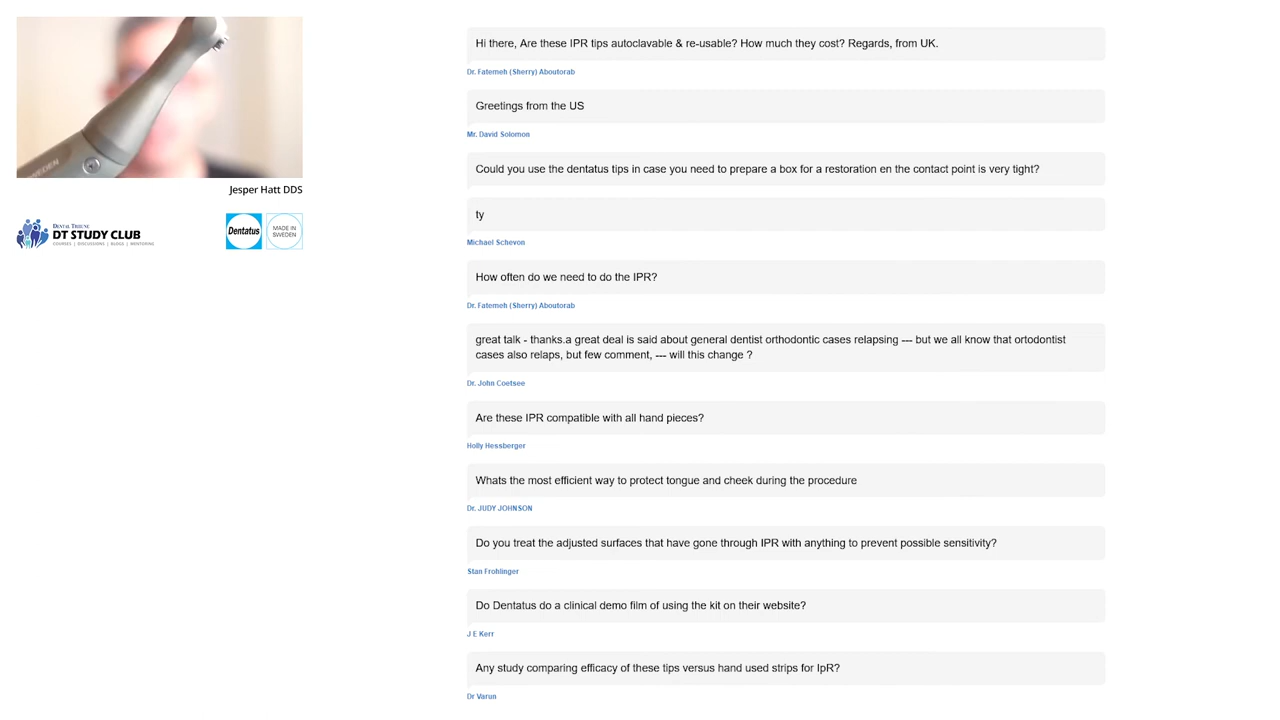 Jesper Hatt DDS
DENTAL TRIBUNE
DT STUDY CLUB
COURSES | DISCUSSIONS | BLOGS | MENTORING
Dentatus
MADE IN
SWEDEN
Hi there, Are these IPR tips autoclavable & re-usable? How much they cost? Regards, from UK.
Dr. Fatemeh (Sherry) Aboutorab
Greetings from the US
Mr. David Solomon
Could you use the dentatus tips in case you need to prepare a box for a restoration en the contact point is very tight?
ty
Michael Schevon
How often do we need to do the IPR?
Dr. Fatemeh (Sherry) Aboutorab
great talk - thanks.a great deal is said about general dentist orthodontic cases relapsing --- but we all know that ortodontist
cases also relaps, but few comment, --- will this change ?
Dr. John Coetsee
Are these IPR compatible with all hand pieces?
Holly Hessberger
Whats the most efficient way to protect tongue and cheek during the procedure
Dr. JUDY JOHNSON
Do you treat the adjusted surfaces that have gone through IPR with anything to prevent possible sensitivity?
Stan Frohlinger
Do Dentatus do a clinical demo film of using the kit on their website?
J E Kerr
Any study comparing efficacy of these tips versus hand used strips for IpR?
Dr Varun